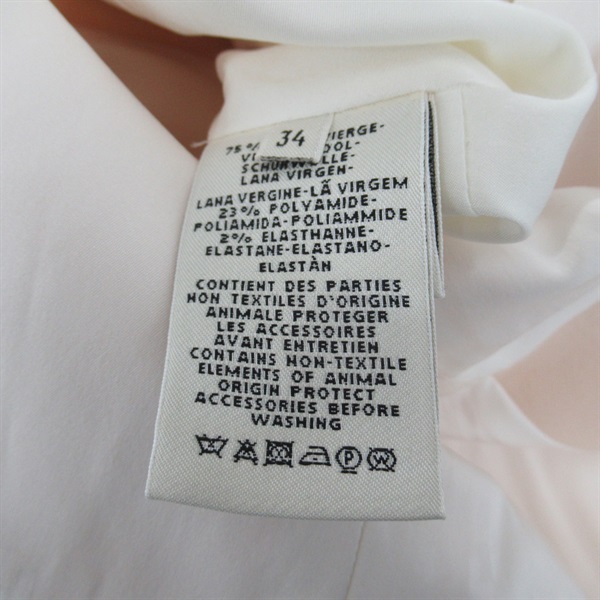 34
75% VIERGE-
SCHURWOLLE-
LANA VIRGEN-
LANA VERGINE-LÃ VIRGEM
23% POLYAMIDE-
POLIAMIDA-POLIAMMIDE
2% ELASTHANNE-
ELASTANE-ELASTANO-
ELASTÀN
CONTIENT DES PARTIES
NON TEXTILES D'ORIGINE
ANIMALE PROTEGER
LES ACCESSOIRES
AVANT ENTRETIEN
CONTAINS NON-TEXTILE
ELEMENTS OF ANIMAL
ORIGIN PROTECT
ACCESSORIES BEFORE
WASHING
P W